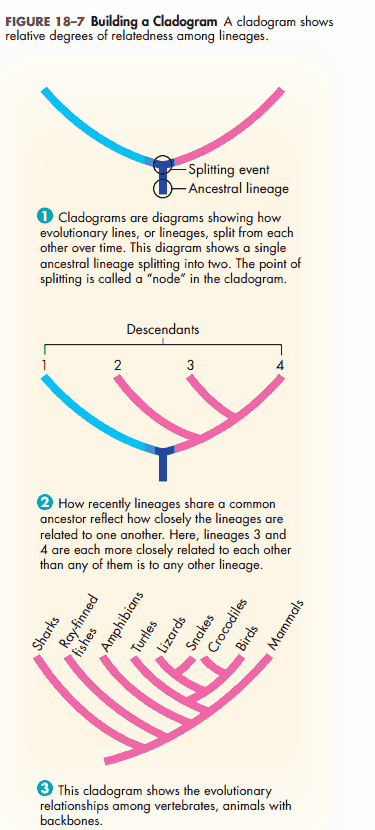 FIGURE 18–7 Building a Cladogram A cladogram shows
relative degrees of relatedness among lineages.
Splitting event
Ancestral lineage
1 Cladograms are diagrams showing how
evolutionary lines, or lineages, split from each
other over time. This diagram shows a single
ancestral lineage splitting into two. The point of
splitting is called a “node” in the cladogram.
Descendants
1 2 3 4
2 How recently lineages share a common
ancestor reflect how closely the lineages are
related to one another. Here, lineages 3 and
4 are each more closely related to each other
than any of them is to any other lineage.
Sharks
Ray-finned
fishes
Amphibians
Turtles
Lizards
Snakes
Crocodiles
Birds
Mammals
3 This cladogram shows the evolutionary
relationships among vertebrates, animals with
backbones.